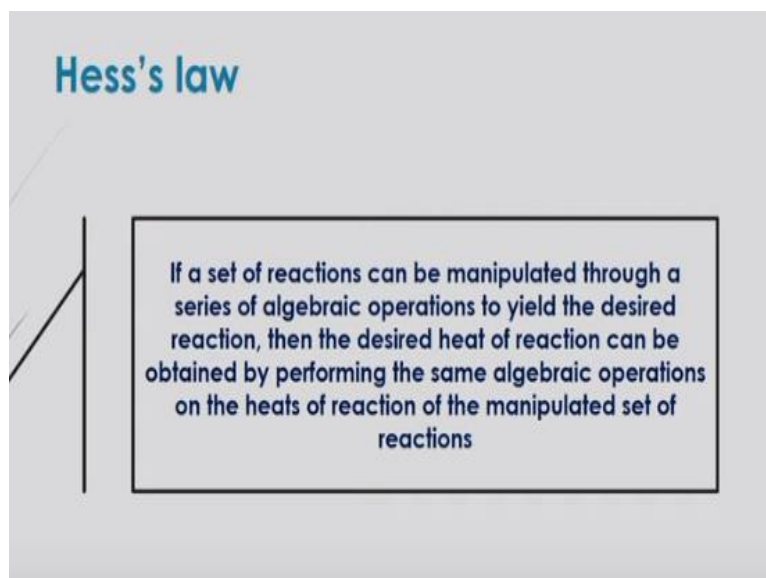 Hess's law
If a set of reactions can be manipulated through a
series of algebraic operations to yield the desired
reaction, then the desired heat of reaction can be
obtained by performing the same algebraic operations
on the heats of reaction of the manipulated set of
reactions